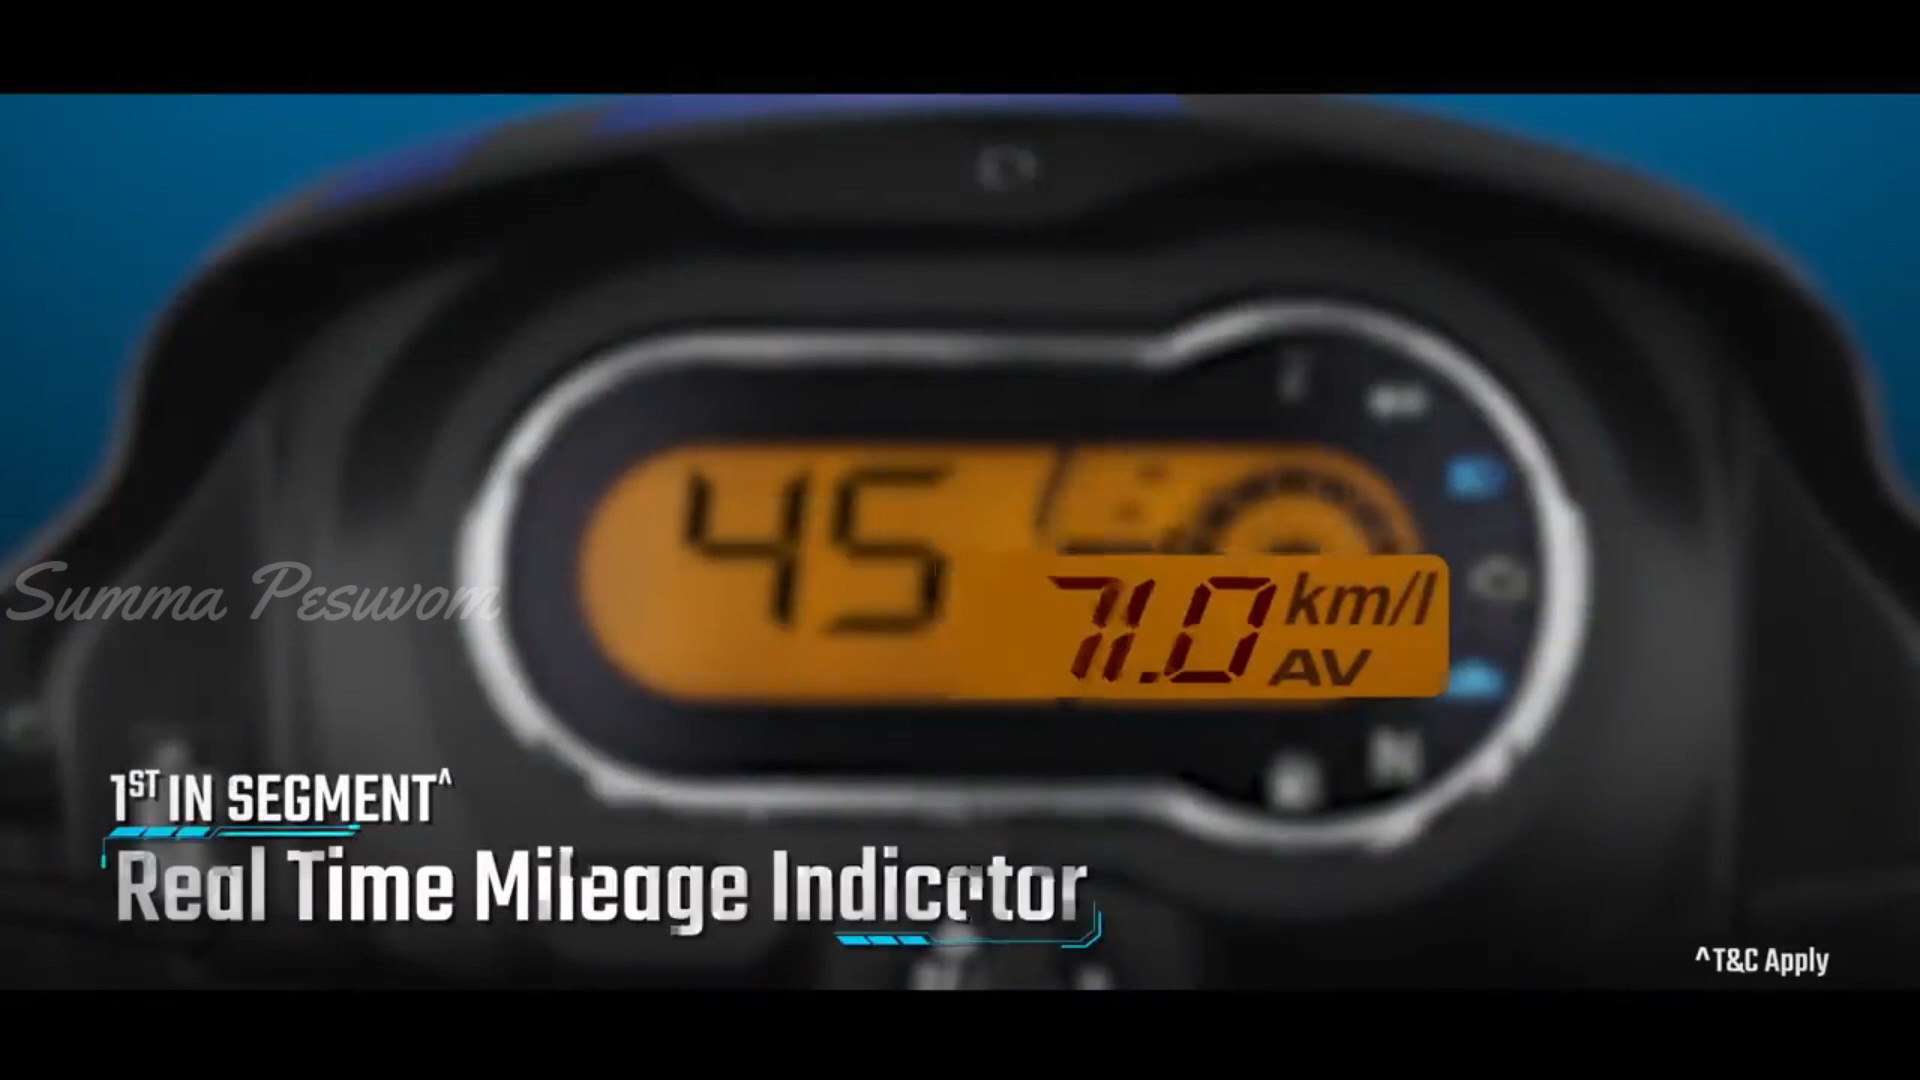 45
71.0 km/l
AV
Summa Pesuvom
N
1ST IN SEGMENT^
Real Time Mileage Indicator
^T&C Apply